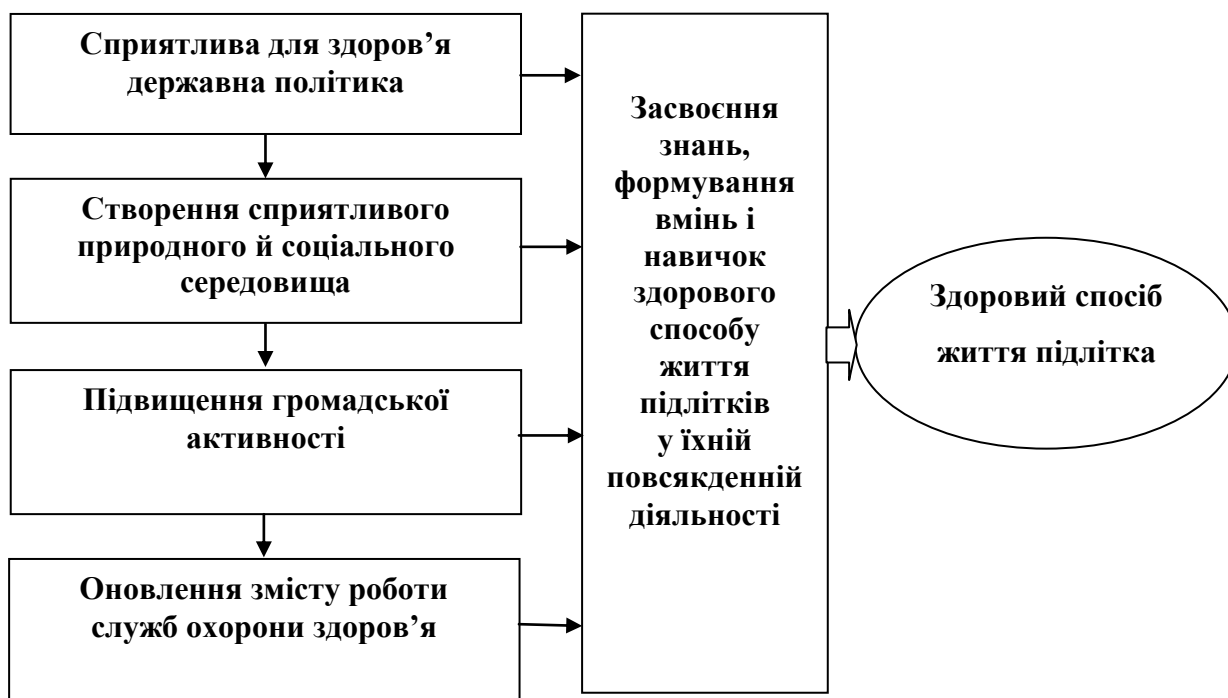 Сприятлива для здоров’я
державна політика
Створення сприятливого
природного й соціального
середовища
Підвищення громадської
активності
Оновлення змісту роботи
служб охорони здоров’я
Засвоєння
знань,
формування
вмінь і
навичок
здорового
способу
життя
підлітків
у їхній
повсякденній
діяльності
Здоровий спосіб
життя підлітка